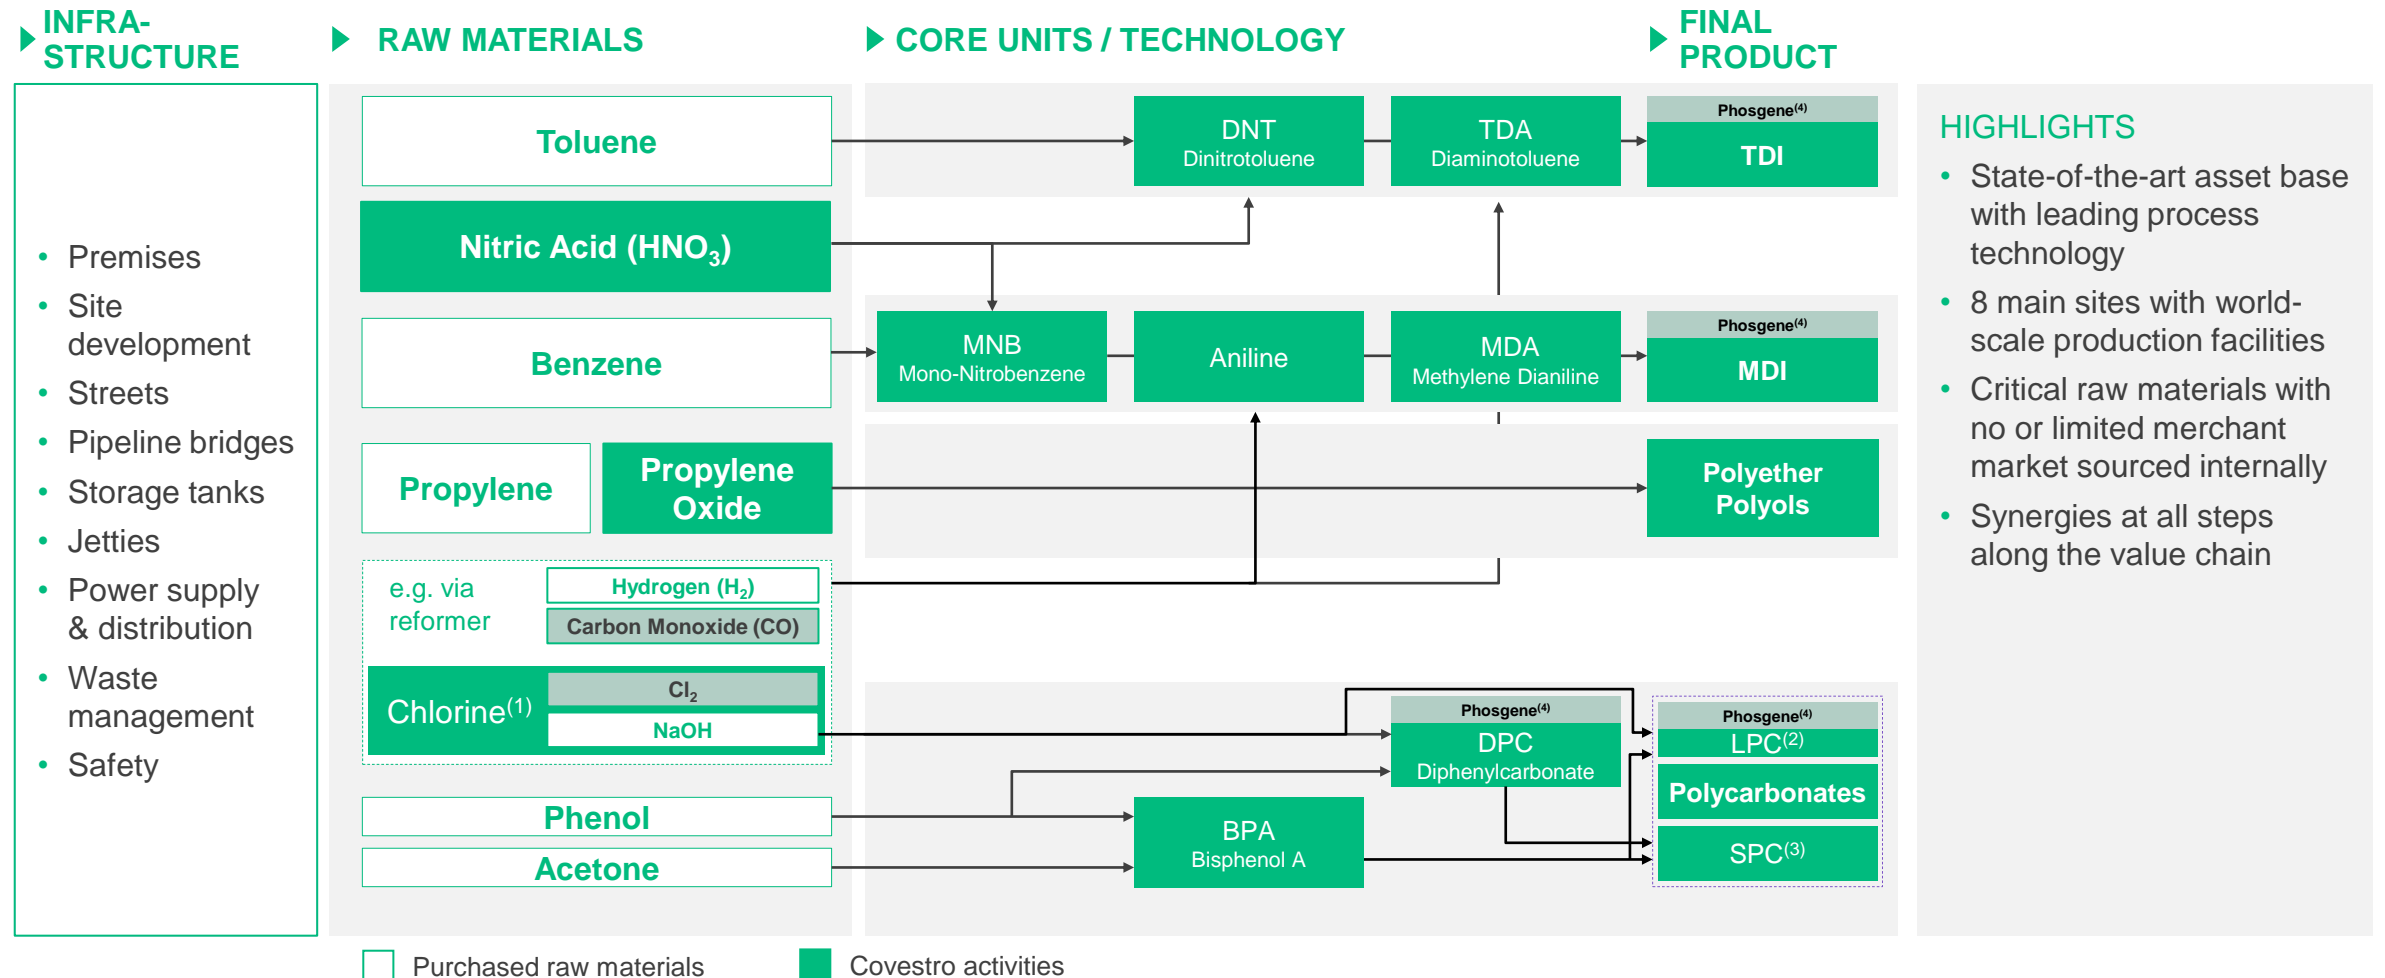 INFRA-
STRUCTURE
RAW MATERIALS
CORE UNITS / TECHNOLOGY
FINAL
PRODUCT
• Premises
• Site
development
• Streets
• Pipeline bridges
• Storage tanks
• Jetties
• Power supply
& distribution
• Waste
management
• Safety
Toluene
Nitric Acid (HNO₃)
Benzene
Propylene
Propylene
Oxide
e.g. via
reformer
Hydrogen (H₂)
Carbon Monoxide (CO)
Chlorine⁽¹⁾
Cl₂
NaOH
Phenol
Acetone
DNT
Dinitrotoluene
TDA
Diaminotoluene
Phosgene⁽⁴⁾
TDI
MNB
Mono-Nitrobenzene
Aniline
MDA
Methylene Dianiline
Phosgene⁽⁴⁾
MDI
Polyether
Polyols
Phosgene⁽⁴⁾
DPC
Diphenylcarbonate
BPA
Bisphenol A
Phosgene⁽⁴⁾
LPC⁽²⁾
Polycarbonates
SPC⁽³⁾
HIGHLIGHTS
• State-of-the-art asset base
with leading process
technology
• 8 main sites with world-
scale production facilities
• Critical raw materials with
no or limited merchant
market sourced internally
• Synergies at all steps
along the value chain
Purchased raw materials
Covestro activities